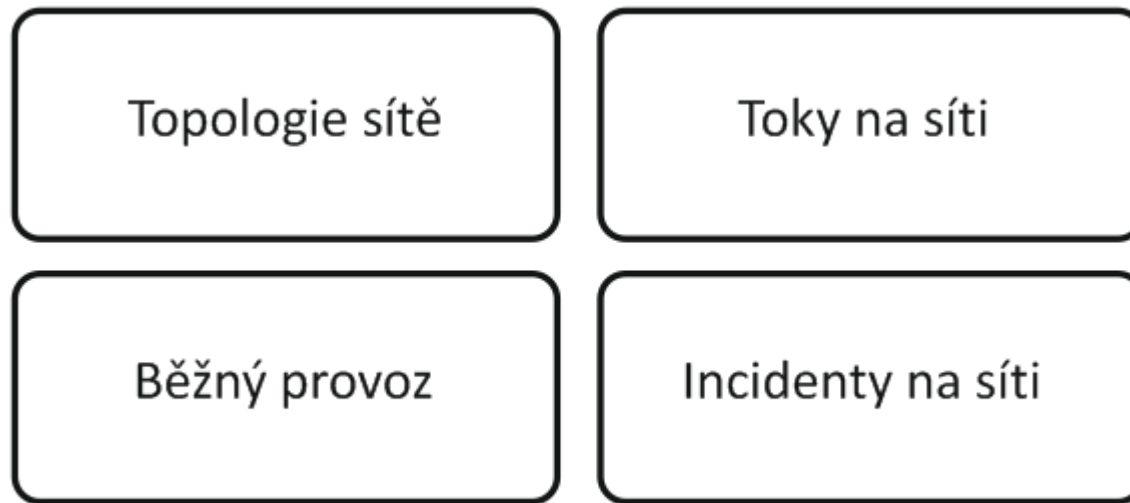 Topologie sítě
Toky na síti
Běžný provoz
Incidenty na síti